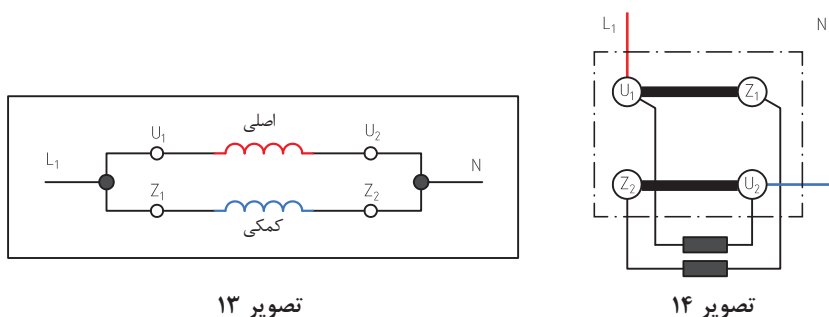 L1 N
U1 Z1
Z2 U2
تصویر ۱۴
اصلی
U1 U2
L1 N
Z1 Z2
کمکی
تصویر ۱۳